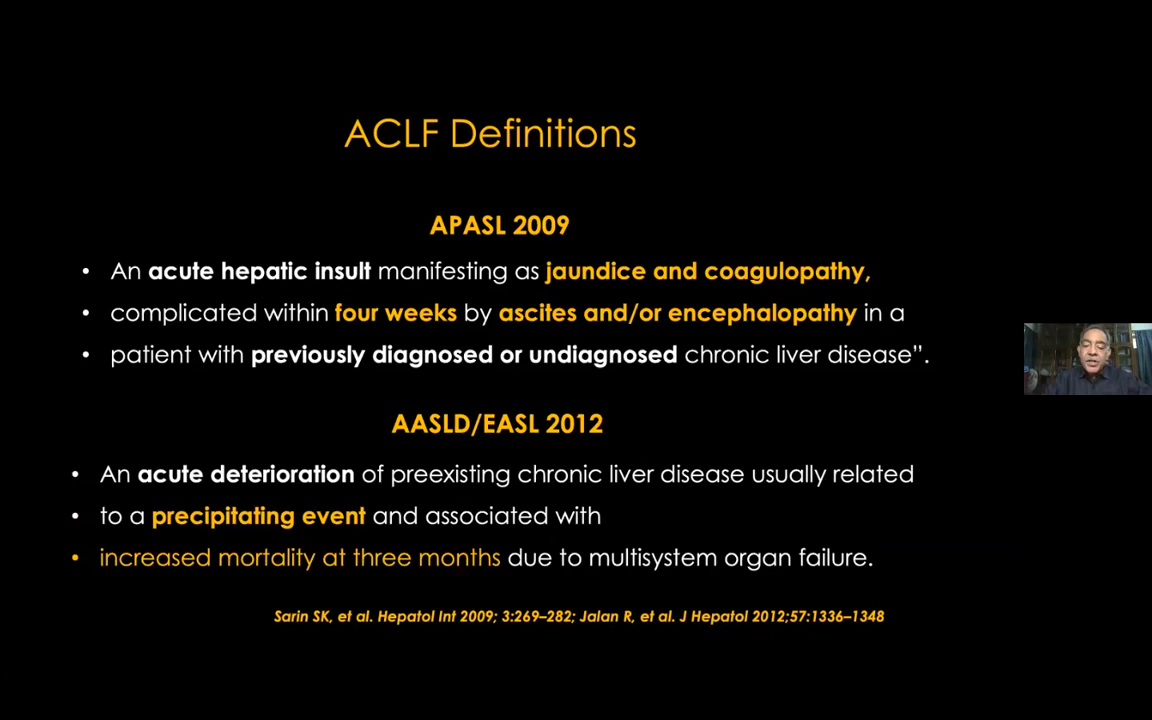 ACLF Definitions
APASL 2009
• An acute hepatic insult manifesting as jaundice and coagulopathy,
• complicated within four weeks by ascites and/or encephalopathy in a
• patient with previously diagnosed or undiagnosed chronic liver disease”.
AASLD/EASL 2012
• An acute deterioration of preexisting chronic liver disease usually related
• to a precipitating event and associated with
• increased mortality at three months due to multisystem organ failure.
Sarin SK, et al. Hepatol Int 2009; 3:269–282; Jalan R, et al. J Hepatol 2012;57:1336–1348